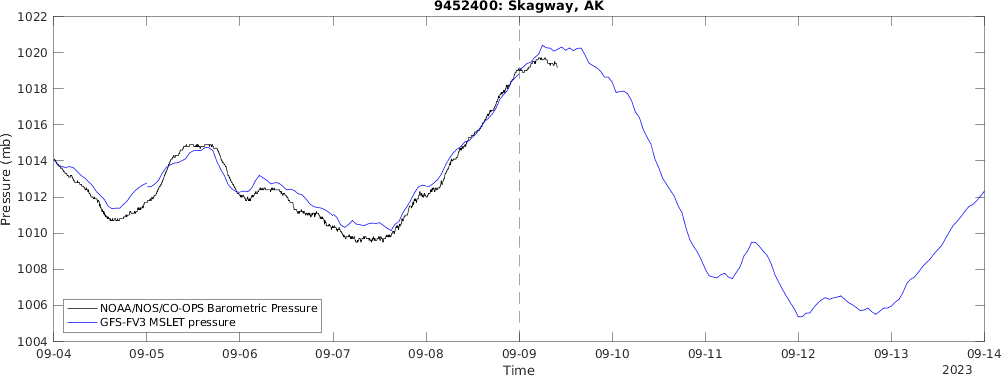 9452400: Skagway, AK
1022
1020
1018
1016
1014
1012
1010
1008
1006
1004
Pressure (mb)
NOAA/NOS/CO-OPS Barometric Pressure
GFS-FV3 MSLET pressure
09-04 09-05 09-06 09-07 09-08 09-09 09-10 09-11 09-12 09-13 09-14
Time
2023